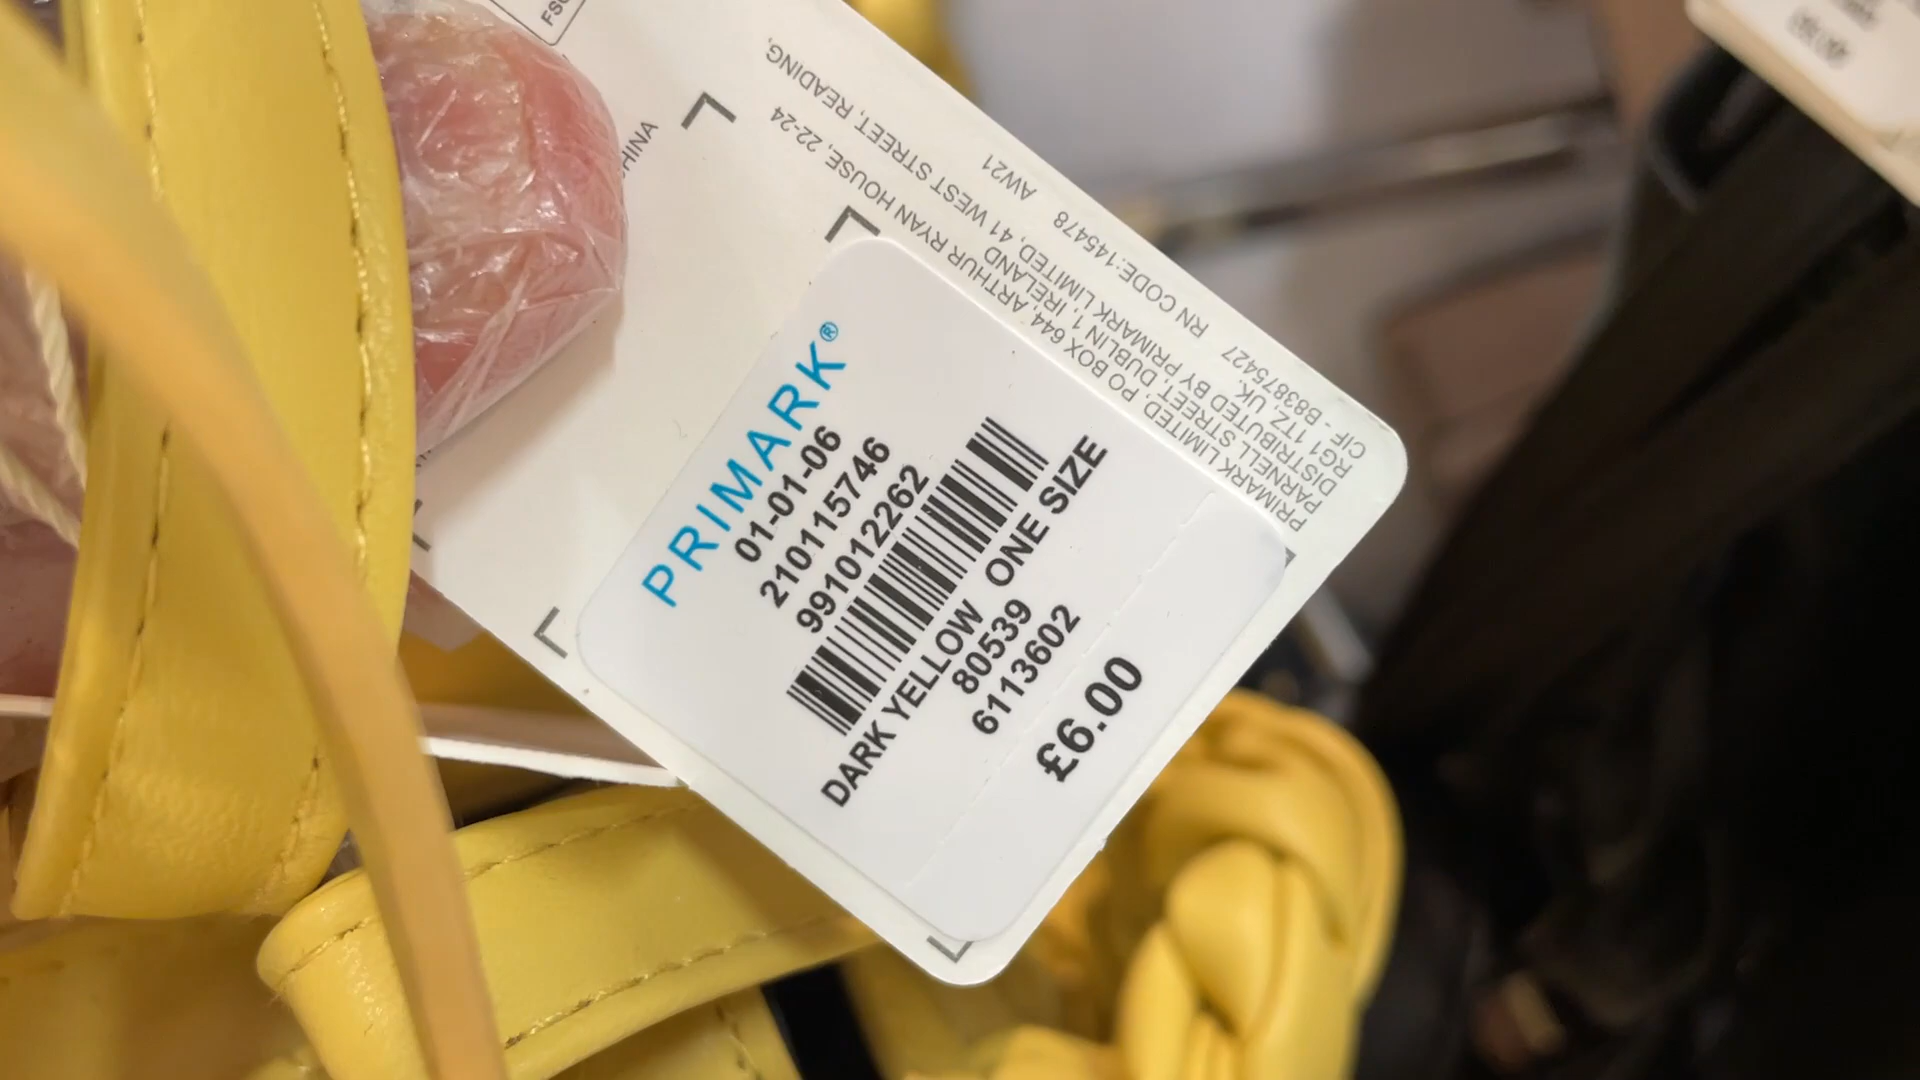 PRIMARK®
01-01-06
210115746
991012262
DARK YELLOW ONE SIZE
80539
6113602
£6.00
PRIMARK LIMITED, PO BOX 644, ARTHUR RYAN HOUSE, 22-24
PARNELL STREET, DUBLIN 1, IRELAND
DISTRIBUTED BY PRIMARK LIMITED, 41 WEST STREET, READING,
RG1 1TZ, UK.
CIF - B83875427 RN CODE:145478 AW21